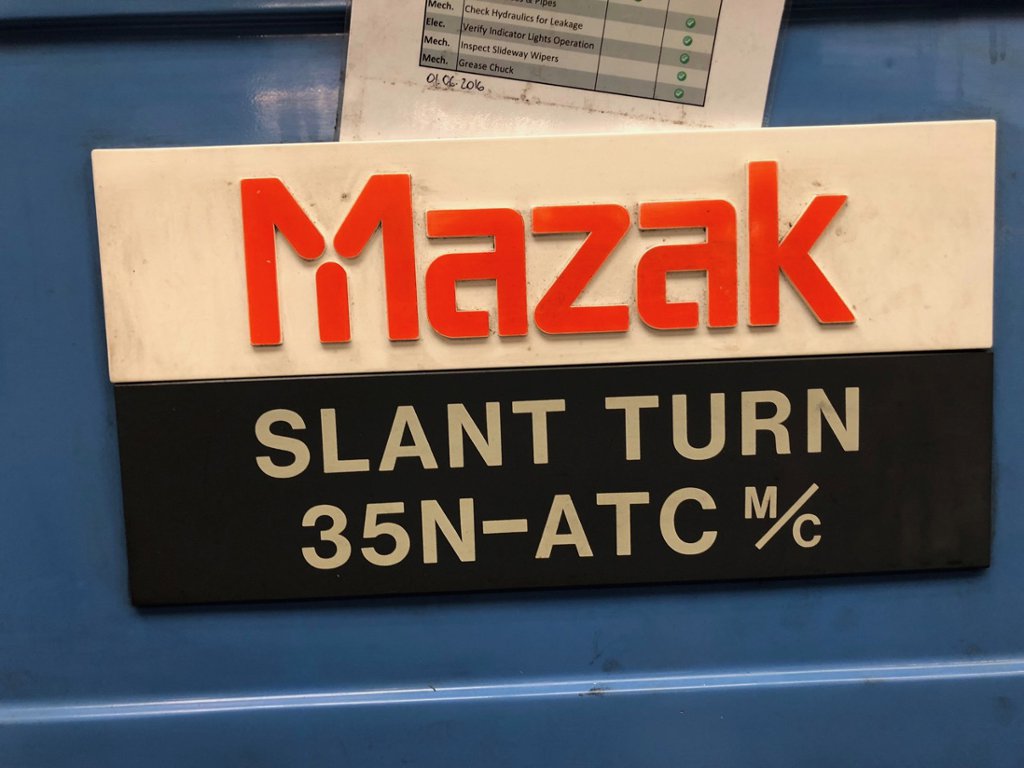 & Pipes
Mech. Check Hydraulics for Leakage
Elec. Verify Indicator Lights Operation
Mech. Inspect Slideway Wipers
Mech. Grease Chuck
01.06.2016
Mazak
SLANT TURN
35N-ATC M/C